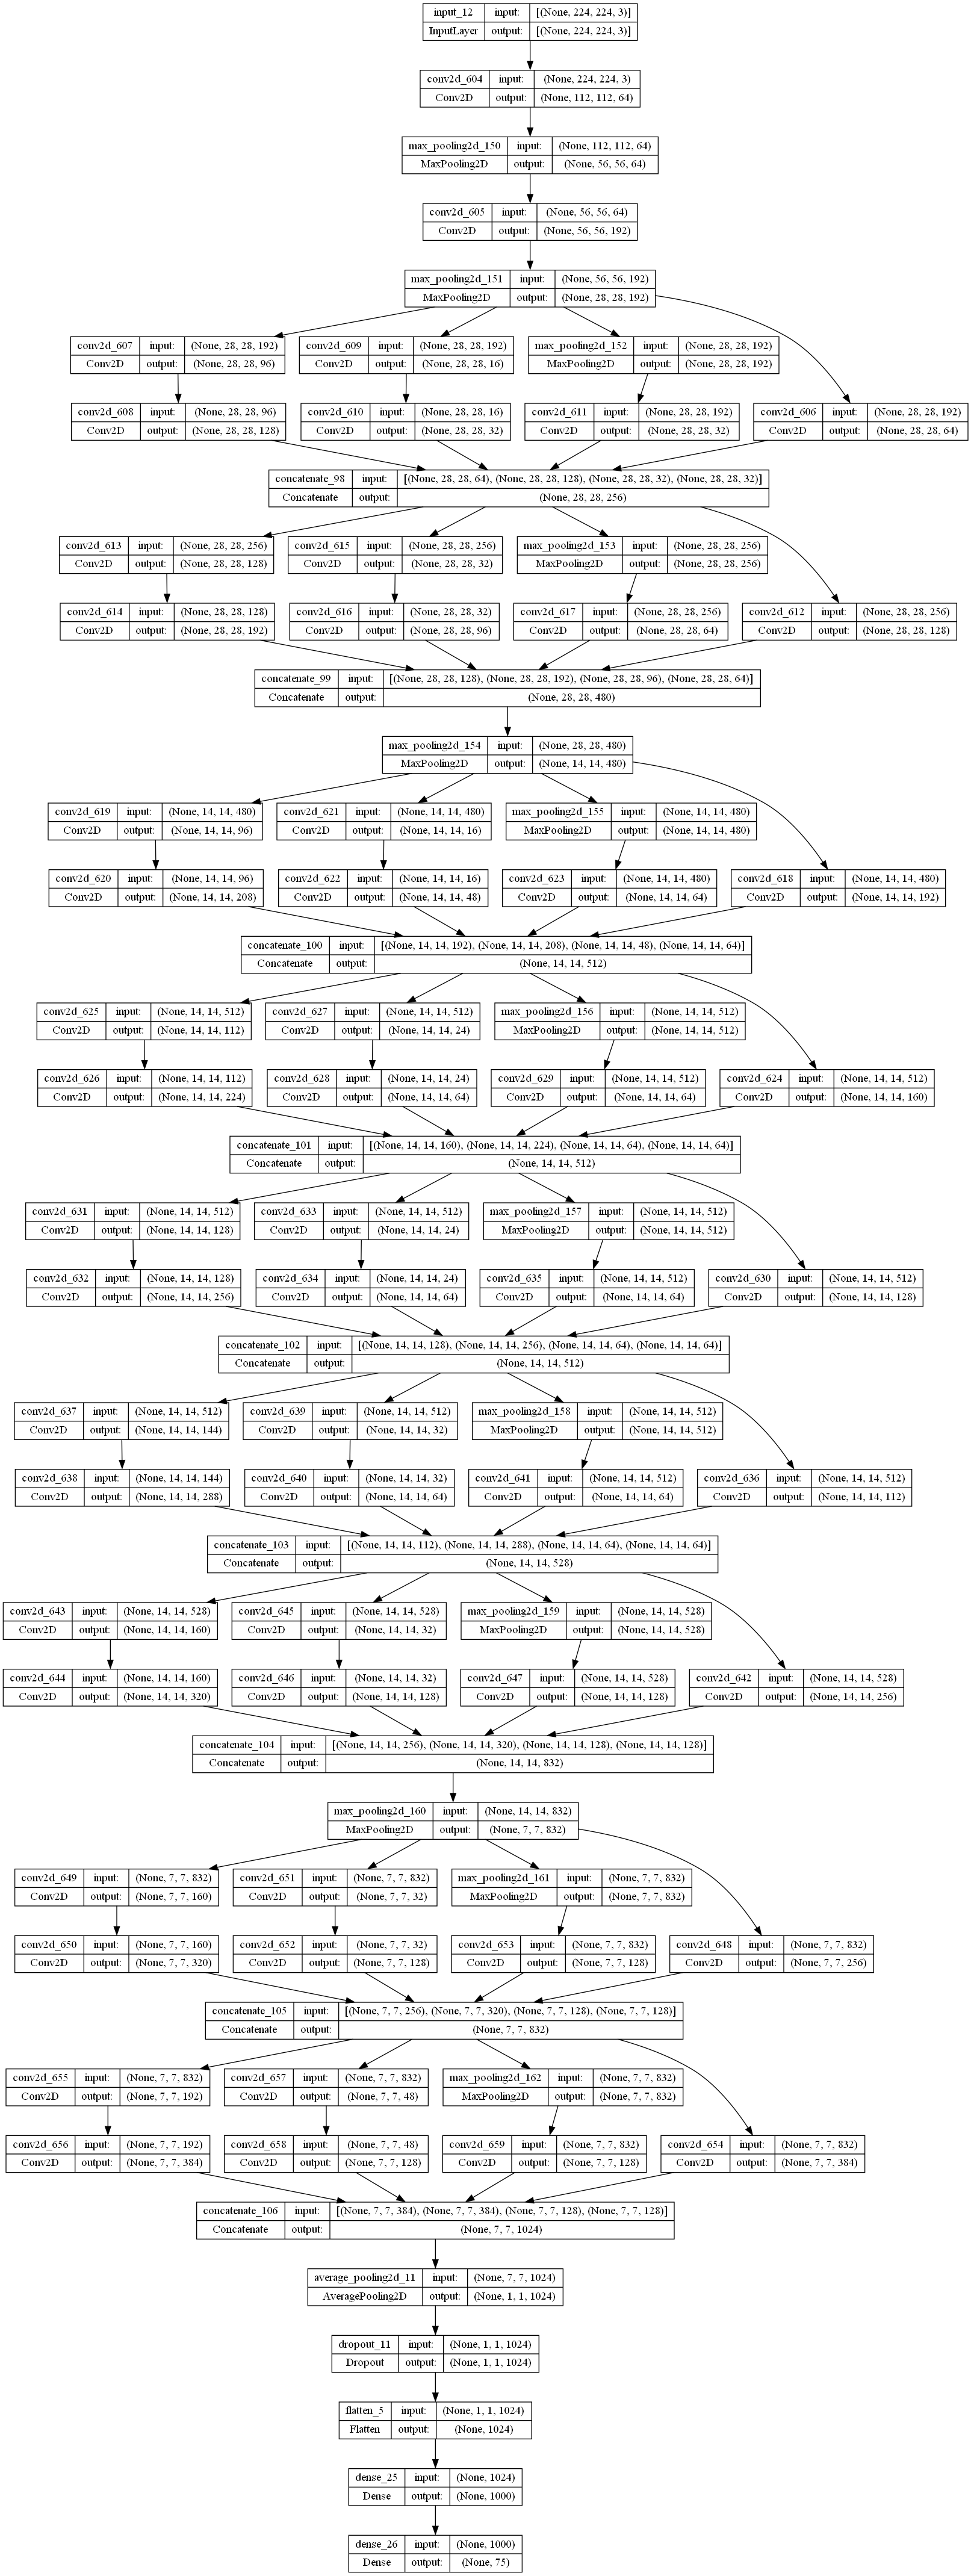 input_12 input: [(None, 224, 224, 3)]
InputLayer output: [(None, 224, 224, 3)]
conv2d_604 input: (None, 224, 224, 3)
Conv2D output: (None, 112, 112, 64)
max_pooling2d_150 input: (None, 112, 112, 64)
MaxPooling2D output: (None, 56, 56, 64)
conv2d_605 input: (None, 56, 56, 64)
Conv2D output: (None, 56, 56, 192)
max_pooling2d_151 input: (None, 56, 56, 192)
MaxPooling2D output: (None, 28, 28, 192)
conv2d_607 input: (None, 28, 28, 192) conv2d_609 input: (None, 28, 28, 192) max_pooling2d_152 input: (None, 28, 28, 192)
Conv2D output: (None, 28, 28, 96) Conv2D output: (None, 28, 28, 16) MaxPooling2D output: (None, 28, 28, 192)
conv2d_608 input: (None, 28, 28, 96) conv2d_610 input: (None, 28, 28, 16) conv2d_611 input: (None, 28, 28, 192) conv2d_606 input: (None, 28, 28, 192)
Conv2D output: (None, 28, 28, 128) Conv2D output: (None, 28, 28, 32) Conv2D output: (None, 28, 28, 32) Conv2D output: (None, 28, 28, 64)
concatenate_98 input: [(None, 28, 28, 64), (None, 28, 28, 128), (None, 28, 28, 32), (None, 28, 28, 32)]
Concatenate output: (None, 28, 28, 256)
conv2d_613 input: (None, 28, 28, 256) conv2d_615 input: (None, 28, 28, 256) max_pooling2d_153 input: (None, 28, 28, 256)
Conv2D output: (None, 28, 28, 128) Conv2D output: (None, 28, 28, 32) MaxPooling2D output: (None, 28, 28, 256)
conv2d_614 input: (None, 28, 28, 128) conv2d_616 input: (None, 28, 28, 32) conv2d_617 input: (None, 28, 28, 256) conv2d_612 input: (None, 28, 28, 256)
Conv2D output: (None, 28, 28, 192) Conv2D output: (None, 28, 28, 96) Conv2D output: (None, 28, 28, 64) Conv2D output: (None, 28, 28, 128)
concatenate_99 input: [(None, 28, 28, 128), (None, 28, 28, 192), (None, 28, 28, 96), (None, 28, 28, 64)]
Concatenate output: (None, 28, 28, 480)
max_pooling2d_154 input: (None, 28, 28, 480)
MaxPooling2D output: (None, 14, 14, 480)
conv2d_619 input: (None, 14, 14, 480) conv2d_621 input: (None, 14, 14, 480) max_pooling2d_155 input: (None, 14, 14, 480)
Conv2D output: (None, 14, 14, 96) Conv2D output: (None, 14, 14, 16) MaxPooling2D output: (None, 14, 14, 480)
conv2d_620 input: (None, 14, 14, 96) conv2d_622 input: (None, 14, 14, 16) conv2d_623 input: (None, 14, 14, 480) conv2d_618 input: (None, 14, 14, 480)
Conv2D output: (None, 14, 14, 208) Conv2D output: (None, 14, 14, 48) Conv2D output: (None, 14, 14, 64) Conv2D output: (None, 14, 14, 192)
concatenate_100 input: [(None, 14, 14, 192), (None, 14, 14, 208), (None, 14, 14, 48), (None, 14, 14, 64)]
Concatenate output: (None, 14, 14, 512)
conv2d_625 input: (None, 14, 14, 512) conv2d_627 input: (None, 14, 14, 512) max_pooling2d_156 input: (None, 14, 14, 512)
Conv2D output: (None, 14, 14, 112) Conv2D output: (None, 14, 14, 24) MaxPooling2D output: (None, 14, 14, 512)
conv2d_626 input: (None, 14, 14, 112) conv2d_628 input: (None, 14, 14, 24) conv2d_629 input: (None, 14, 14, 512) conv2d_624 input: (None, 14, 14, 512)
Conv2D output: (None, 14, 14, 224) Conv2D output: (None, 14, 14, 64) Conv2D output: (None, 14, 14, 64) Conv2D output: (None, 14, 14, 160)
concatenate_101 input: [(None, 14, 14, 160), (None, 14, 14, 224), (None, 14, 14, 64), (None, 14, 14, 64)]
Concatenate output: (None, 14, 14, 512)
conv2d_631 input: (None, 14, 14, 512) conv2d_633 input: (None, 14, 14, 512) max_pooling2d_157 input: (None, 14, 14, 512)
Conv2D output: (None, 14, 14, 128) Conv2D output: (None, 14, 14, 24) MaxPooling2D output: (None, 14, 14, 512)
conv2d_632 input: (None, 14, 14, 128) conv2d_634 input: (None, 14, 14, 24) conv2d_635 input: (None, 14, 14, 512) conv2d_630 input: (None, 14, 14, 512)
Conv2D output: (None, 14, 14, 256) Conv2D output: (None, 14, 14, 64) Conv2D output: (None, 14, 14, 64) Conv2D output: (None, 14, 14, 128)
concatenate_102 input: [(None, 14, 14, 128), (None, 14, 14, 256), (None, 14, 14, 64), (None, 14, 14, 64)]
Concatenate output: (None, 14, 14, 512)
conv2d_637 input: (None, 14, 14, 512) conv2d_639 input: (None, 14, 14, 512) max_pooling2d_158 input: (None, 14, 14, 512)
Conv2D output: (None, 14, 14, 144) Conv2D output: (None, 14, 14, 32) MaxPooling2D output: (None, 14, 14, 512)
conv2d_638 input: (None, 14, 14, 144) conv2d_640 input: (None, 14, 14, 32) conv2d_641 input: (None, 14, 14, 512) conv2d_636 input: (None, 14, 14, 512)
Conv2D output: (None, 14, 14, 288) Conv2D output: (None, 14, 14, 64) Conv2D output: (None, 14, 14, 64) Conv2D output: (None, 14, 14, 112)
concatenate_103 input: [(None, 14, 14, 112), (None, 14, 14, 288), (None, 14, 14, 64), (None, 14, 14, 64)]
Concatenate output: (None, 14, 14, 528)
conv2d_643 input: (None, 14, 14, 528) conv2d_645 input: (None, 14, 14, 528) max_pooling2d_159 input: (None, 14, 14, 528)
Conv2D output: (None, 14, 14, 160) Conv2D output: (None, 14, 14, 32) MaxPooling2D output: (None, 14, 14, 528)
conv2d_644 input: (None, 14, 14, 160) conv2d_646 input: (None, 14, 14, 32) conv2d_647 input: (None, 14, 14, 528) conv2d_642 input: (None, 14, 14, 528)
Conv2D output: (None, 14, 14, 320) Conv2D output: (None, 14, 14, 128) Conv2D output: (None, 14, 14, 128) Conv2D output: (None, 14, 14, 256)
concatenate_104 input: [(None, 14, 14, 256), (None, 14, 14, 320), (None, 14, 14, 128), (None, 14, 14, 128)]
Concatenate output: (None, 14, 14, 832)
max_pooling2d_160 input: (None, 14, 14, 832)
MaxPooling2D output: (None, 7, 7, 832)
conv2d_649 input: (None, 7, 7, 832) conv2d_651 input: (None, 7, 7, 832) max_pooling2d_161 input: (None, 7, 7, 832)
Conv2D output: (None, 7, 7, 160) Conv2D output: (None, 7, 7, 32) MaxPooling2D output: (None, 7, 7, 832)
conv2d_650 input: (None, 7, 7, 160) conv2d_652 input: (None, 7, 7, 32) conv2d_653 input: (None, 7, 7, 832) conv2d_648 input: (None, 7, 7, 832)
Conv2D output: (None, 7, 7, 320) Conv2D output: (None, 7, 7, 128) Conv2D output: (None, 7, 7, 128) Conv2D output: (None, 7, 7, 256)
concatenate_105 input: [(None, 7, 7, 256), (None, 7, 7, 320), (None, 7, 7, 128), (None, 7, 7, 128)]
Concatenate output: (None, 7, 7, 832)
conv2d_655 input: (None, 7, 7, 832) conv2d_657 input: (None, 7, 7, 832) max_pooling2d_162 input: (None, 7, 7, 832)
Conv2D output: (None, 7, 7, 192) Conv2D output: (None, 7, 7, 48) MaxPooling2D output: (None, 7, 7, 832)
conv2d_656 input: (None, 7, 7, 192) conv2d_658 input: (None, 7, 7, 48) conv2d_659 input: (None, 7, 7, 832) conv2d_654 input: (None, 7, 7, 832)
Conv2D output: (None, 7, 7, 384) Conv2D output: (None, 7, 7, 128) Conv2D output: (None, 7, 7, 128) Conv2D output: (None, 7, 7, 384)
concatenate_106 input: [(None, 7, 7, 384), (None, 7, 7, 384), (None, 7, 7, 128), (None, 7, 7, 128)]
Concatenate output: (None, 7, 7, 1024)
average_pooling2d_11 input: (None, 7, 7, 1024)
AveragePooling2D output: (None, 1, 1, 1024)
dropout_11 input: (None, 1, 1, 1024)
Dropout output: (None, 1, 1, 1024)
flatten_5 input: (None, 1, 1, 1024)
Flatten output: (None, 1024)
dense_25 input: (None, 1024)
Dense output: (None, 1000)
dense_26 input: (None, 1000)
Dense output: (None, 75)